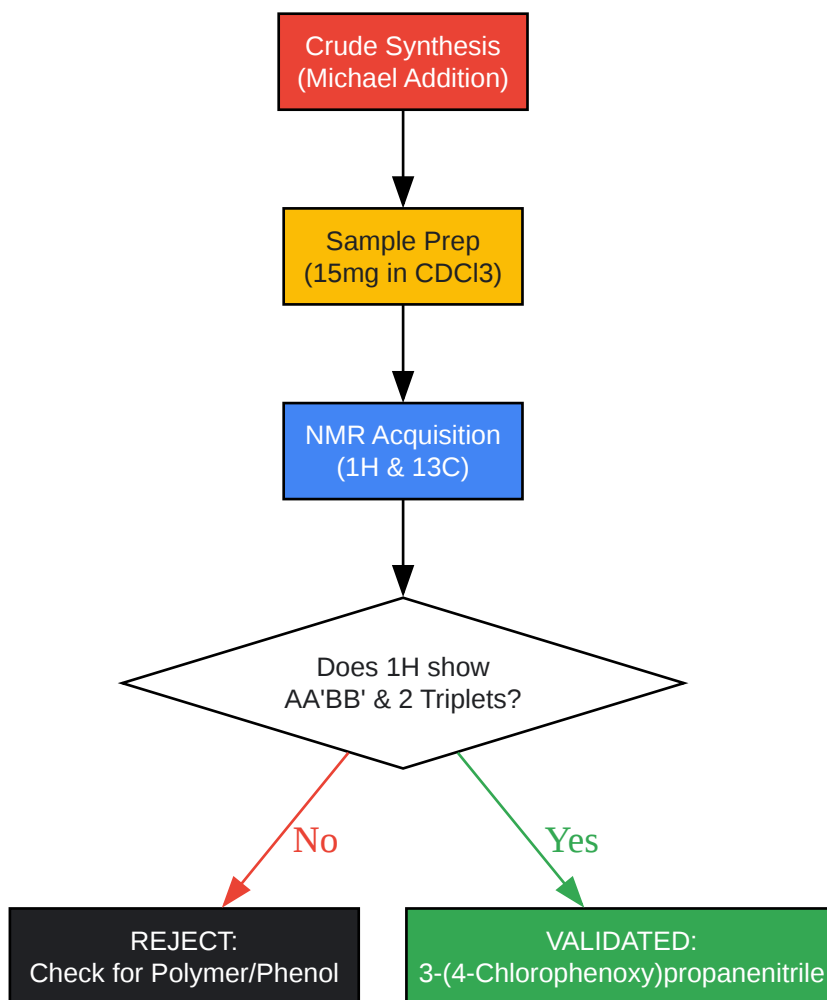 Crude Synthesis
(Michael Addition)
Sample Prep
(15mg in CDCl3)
NMR Acquisition
(1H & 13C)
Does 1H show
AA'BB' & 2 Triplets?
No
Yes
REJECT:
Check for Polymer/Phenol
VALIDATED:
3-(4-Chlorophenoxy)propanenitrile